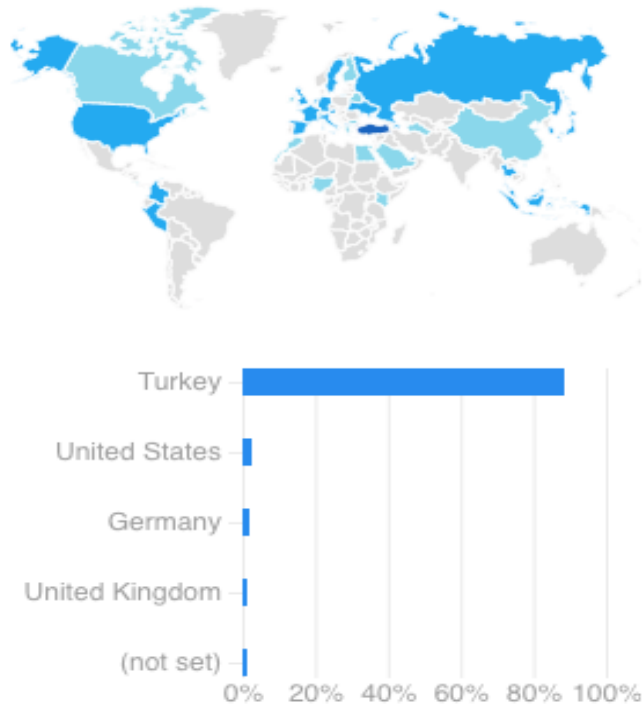 Turkey
United States
Germany
United Kingdom
(not set)
0% 20% 40% 60% 80% 100%